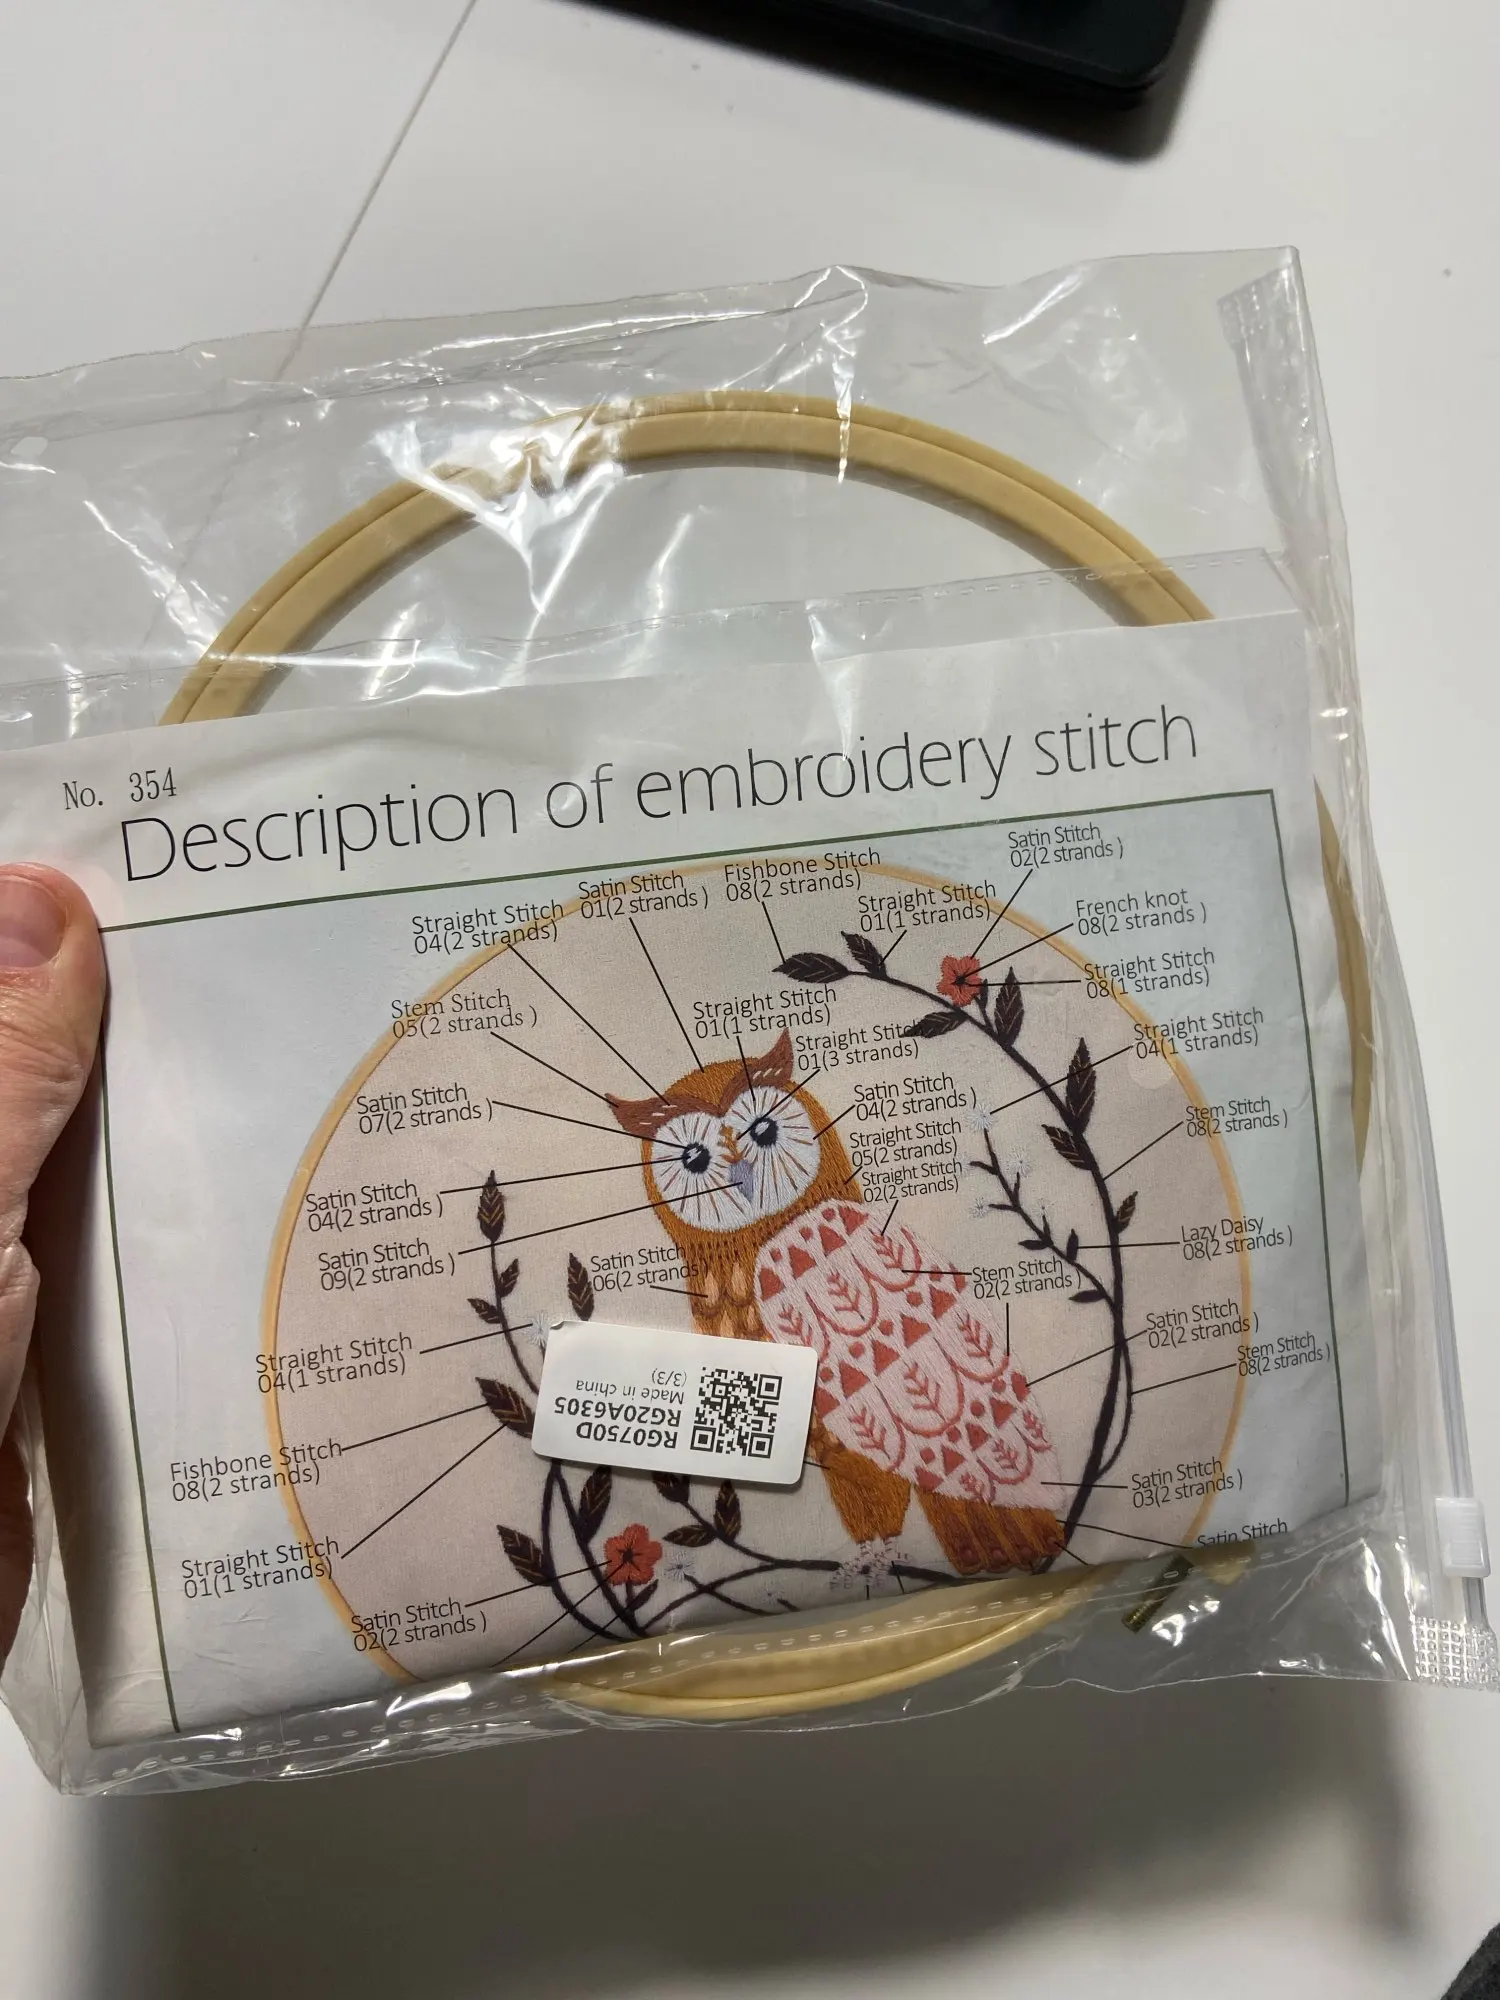 No. 354
Description of embroidery stitch
Satin Stitch
02(2 strands )
Fishbone Stitch
08(2 strands)
Satin Stitch
01(2 strands )
Straight Stitch
01(1 strands)
Straight Stitch
04(2 strands)
French knot
08(2 strands )
Straight Stitch
08(1 strands)
Stem Stitch
05(2 strands )
Straight Stitch
01(1 strands)
Straight Stitch
01(3 strands)
Straight Stitch
04(1 strands)
Satin Stitch
07(2 strands )
Satin Stitch
04(2 strands )
Stem Stitch
08(2 strands )
Straight Stitch
05(2 strands)
Straight Stitch
02(2 strands)
Satin Stitch
04(2 strands )
Satin Stitch
09(2 strands )
Satin Stitch
06(2 strands)
Lazy Daisy
08(2 strands )
Stem Stitch
02(2 strands )
Satin Stitch
02(2 strands )
Straight Stitch
04(1 strands)
Stem Stitch
08(2 strands )
RG0750D
RG20A6305
Made in china
(3/3)
Fishbone Stitch
08(2 strands)
Satin Stitch
03(2 strands )
Satin Stitch
Straight Stitch
01(1 strands)
Satin Stitch
02(2 strands )